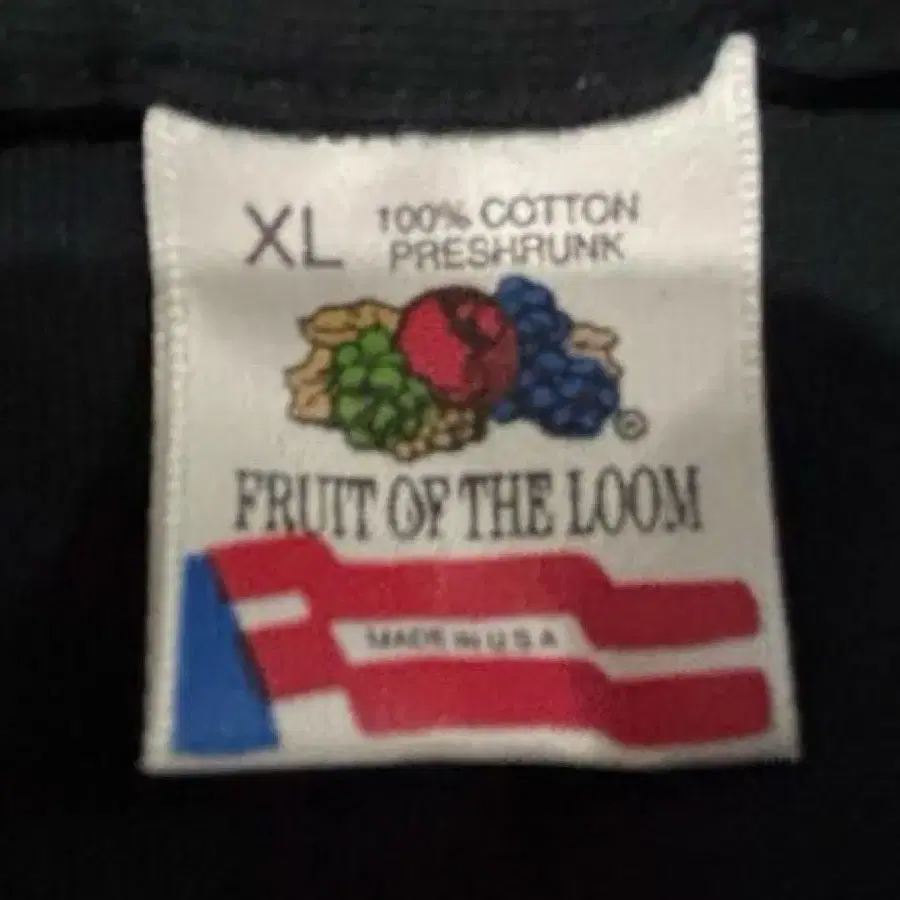 XL 100% COTTON
PRESHRUNK
®
FRUIT OF THE LOOM
MADE IN U S A